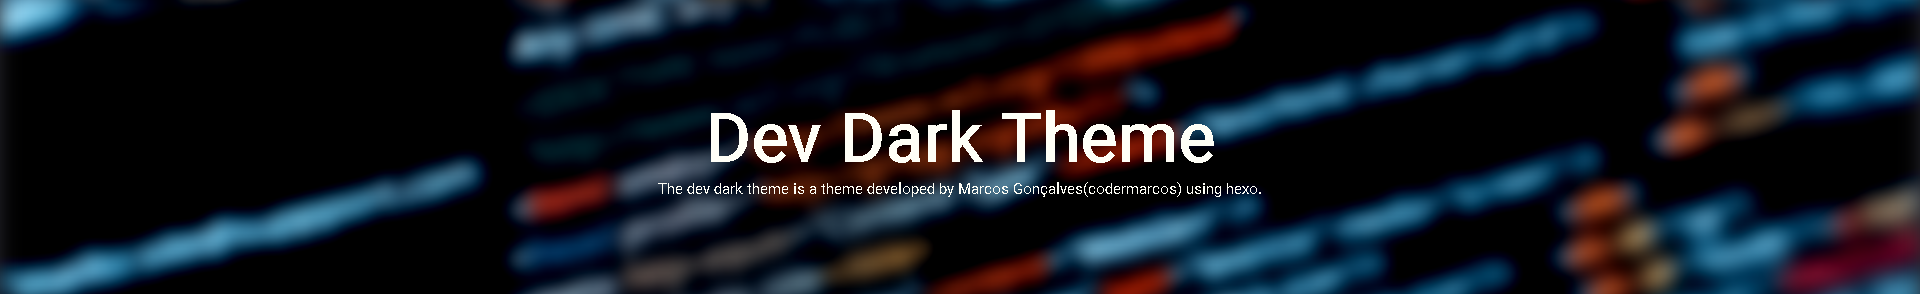 Dev Dark Theme
The dev dark theme is a theme developed by Marcos Gonçalves(codermarcos) using hexo.